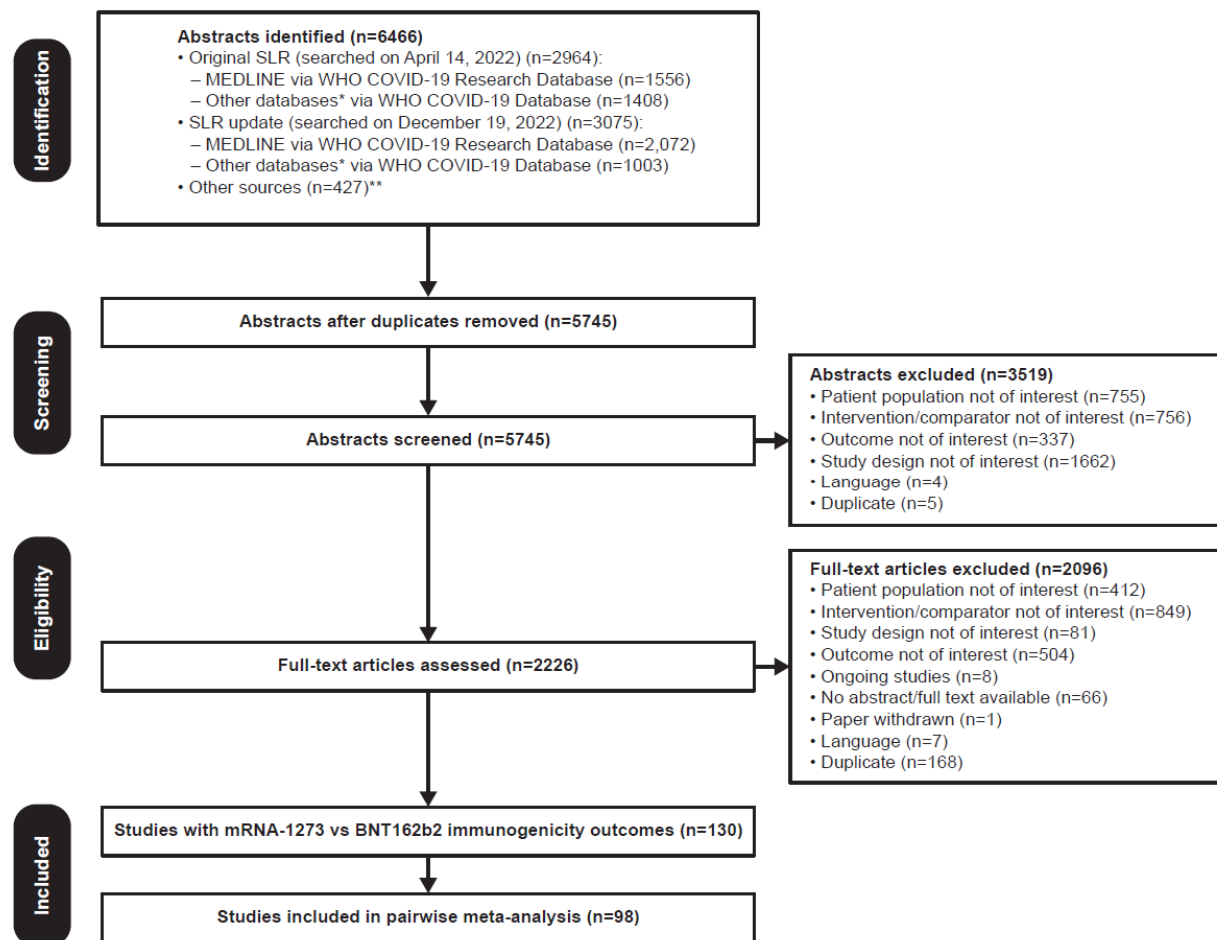 Identification
Abstracts identified (n=6466)
• Original SLR (searched on April 14, 2022) (n=2964):
– MEDLINE via WHO COVID-19 Research Database (n=1556)
– Other databases* via WHO COVID-19 Database (n=1408)
• SLR update (searched on December 19, 2022) (n=3075):
– MEDLINE via WHO COVID-19 Research Database (n=2,072)
– Other databases* via WHO COVID-19 Database (n=1003)
• Other sources (n=427)**
Screening
Abstracts after duplicates removed (n=5745)
Abstracts screened (n=5745)
Abstracts excluded (n=3519)
• Patient population not of interest (n=755)
• Intervention/comparator not of interest (n=756)
• Outcome not of interest (n=337)
• Study design not of interest (n=1662)
• Language (n=4)
• Duplicate (n=5)
Eligibility
Full-text articles assessed (n=2226)
Full-text articles excluded (n=2096)
• Patient population not of interest (n=412)
• Intervention/comparator not of interest (n=849)
• Study design not of interest (n=81)
• Outcome not of interest (n=504)
• Ongoing studies (n=8)
• No abstract/full text available (n=66)
• Paper withdrawn (n=1)
• Language (n=7)
• Duplicate (n=168)
Included
Studies with mRNA-1273 vs BNT162b2 immunogenicity outcomes (n=130)
Studies included in pairwise meta-analysis (n=98)